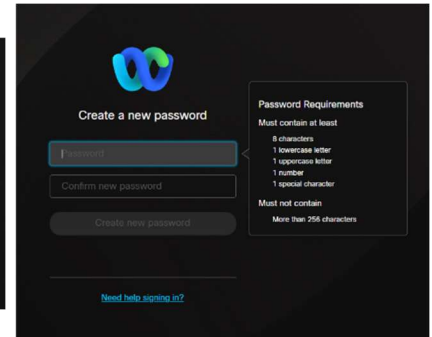 Create a new password
Password
Confirm new password
Create new password
Need help signing in?
Password Requirements
Must contain at least
8 characters
1 lowercase letter
1 uppercase letter
1 number
1 special character
Must not contain
More than 256 characters